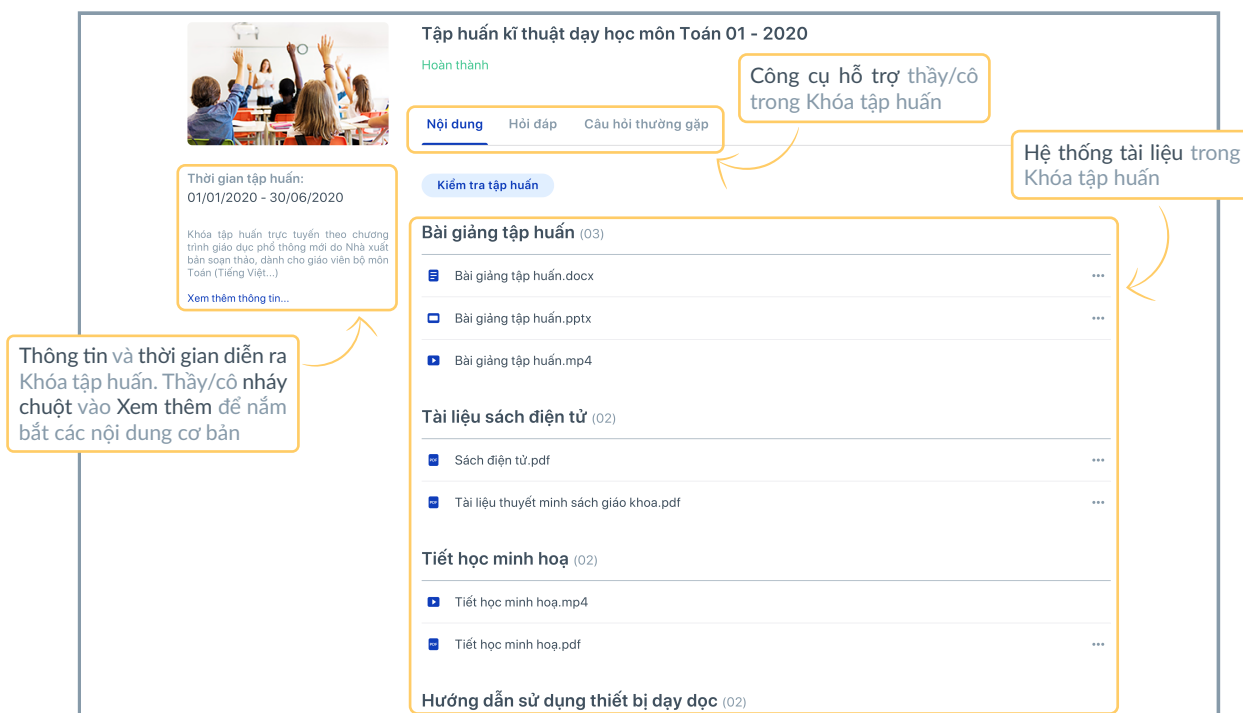 Tập huấn kĩ thuật dạy học môn Toán 01 - 2020
Hoàn thành
Công cụ hỗ trợ thầy/cô
trong Khóa tập huấn
Nội dung
Hỏi đáp
Câu hỏi thường gặp
Hệ thống tài liệu trong
Khóa tập huấn
Thời gian tập huấn:
01/01/2020 - 30/06/2020
Khóa tập huấn trực tuyến theo chương
trình giáo dục phổ thông mới do Nhà xuất
bản soạn thảo, dành cho giáo viên bộ môn
Toán (Tiếng Việt...)
Xem thêm thông tin...
Thông tin và thời gian diễn ra
Khóa tập huấn. Thầy/cô nháy
chuột vào Xem thêm để nắm
bắt các nội dung cơ bản
Kiểm tra tập huấn
Bài giảng tập huấn (03)
Bài giảng tập huấn.docx
Bài giảng tập huấn.pptx
Bài giảng tập huấn.mp4
Tài liệu sách điện tử (02)
PDF Sách điện tử.pdf
PDF Tài liệu thuyết minh sách giáo khoa.pdf
Tiết học minh hoạ (02)
Tiết học minh hoạ.mp4
PDF Tiết học minh hoạ.pdf
Hướng dẫn sử dụng thiết bị dạy dọc (02)